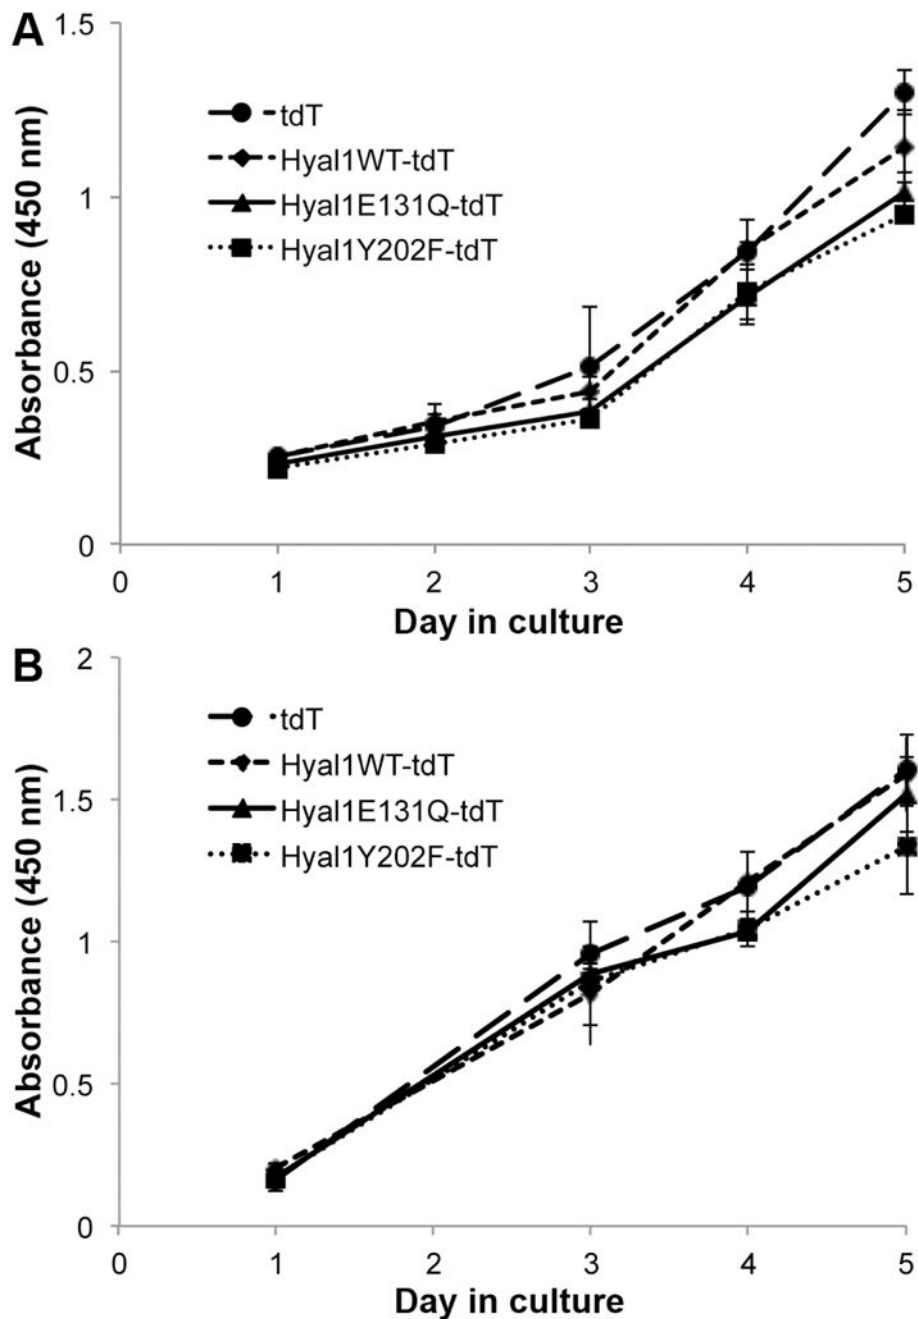 A
1.5
tdT
Hyal1WT-tdT
Hyal1E131Q-tdT
Hyal1Y202F-tdT
1
0.5
0
Absorbance (450 nm)
0 1 2 3 4 5
Day in culture
B
2
tdT
Hyal1WT-tdT
Hyal1E131Q-tdT
Hyal1Y202F-tdT
1.5
1
0.5
0
Absorbance (450 nm)
0 1 2 3 4 5
Day in culture